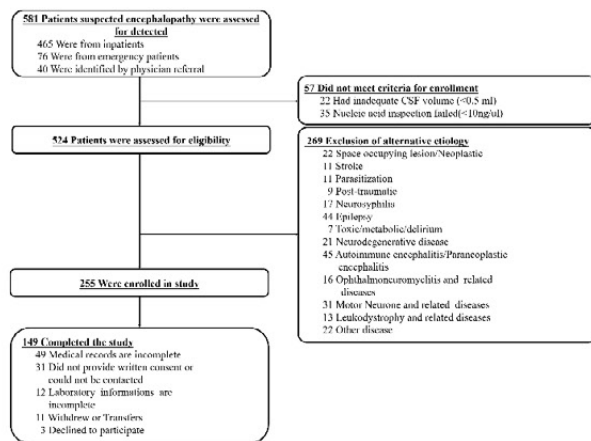 581 Patients suspected encephalopathy were assessed
for detected
465 Were from inpatients
76 Were from emergency patients
40 Were identified by physician referral
57 Did not meet criteria for enrollment
22 Had inadequate CSF volume (<0.5 ml)
35 Nucleic acid inspection failed(<10ng/ul)
524 Patients were assessed for eligibility
269 Exclusion of alternative etiology
22 Space occupying lesion/Neoplastic
11 Stroke
11 Parasitization
9 Post-traumatic
17 Neurosyphilis
44 Epilepsy
7 Toxic/metabolic/delirium
21 Neurodegenerative disease
45 Autoimmune encephalitis/Paraneoplastic
encephalitis
16 Ophthalmoneuromyelitis and related
diseases
31 Motor Neurone and related diseases
13 Leukodystrophy and related diseases
22 Other disease
255 Were enrolled in study
149 Completed the study
49 Medical records are incomplete
31 Did not provide written consent or
could not be contacted
12 Laboratory informations are
incomplete
11 Withdrew or Transfers
3 Declined to participate